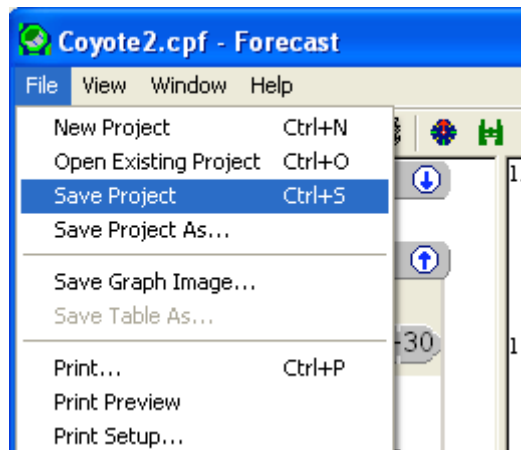 Coyote2.cpf - Forecast
File View Window Help
New Project Ctrl+N
Open Existing Project Ctrl+O
Save Project Ctrl+S
Save Project As...
Save Graph Image...
Save Table As...
-30
Print... Ctrl+P
Print Preview
Print Setup...